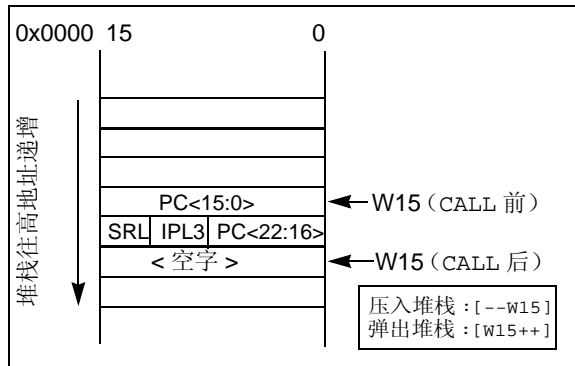 0x0000 15 0
堆栈往高地址递增
PC<15:0>
W15（CALL 前）
SRL IPL3 PC<22:16>
< 空字 >
W15（CALL 后）
压入堆栈：[--W15]
弹出堆栈：[W15++]